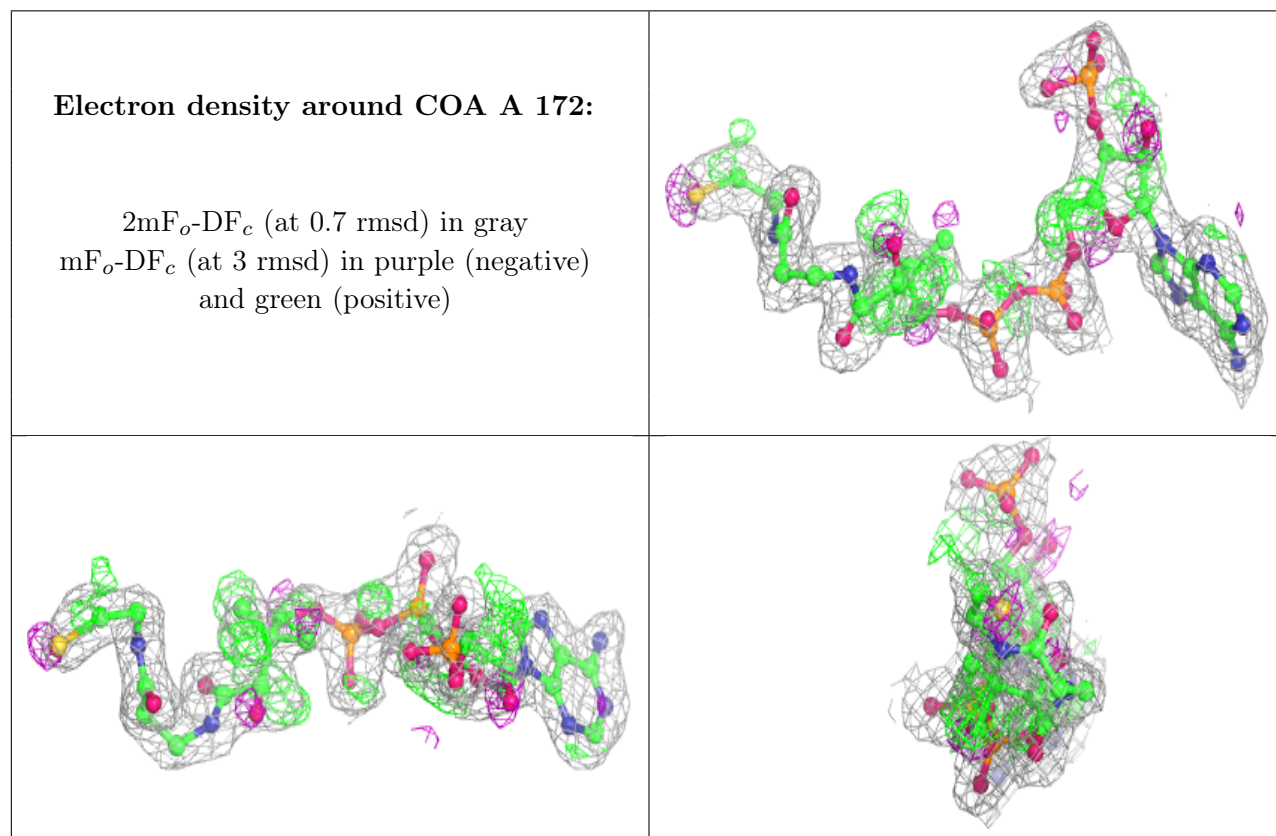 Electron density around COA A 172:
2mFo-DFc (at 0.7 rmsd) in gray
mFo-DFc (at 3 rmsd) in purple (negative)
and green (positive)